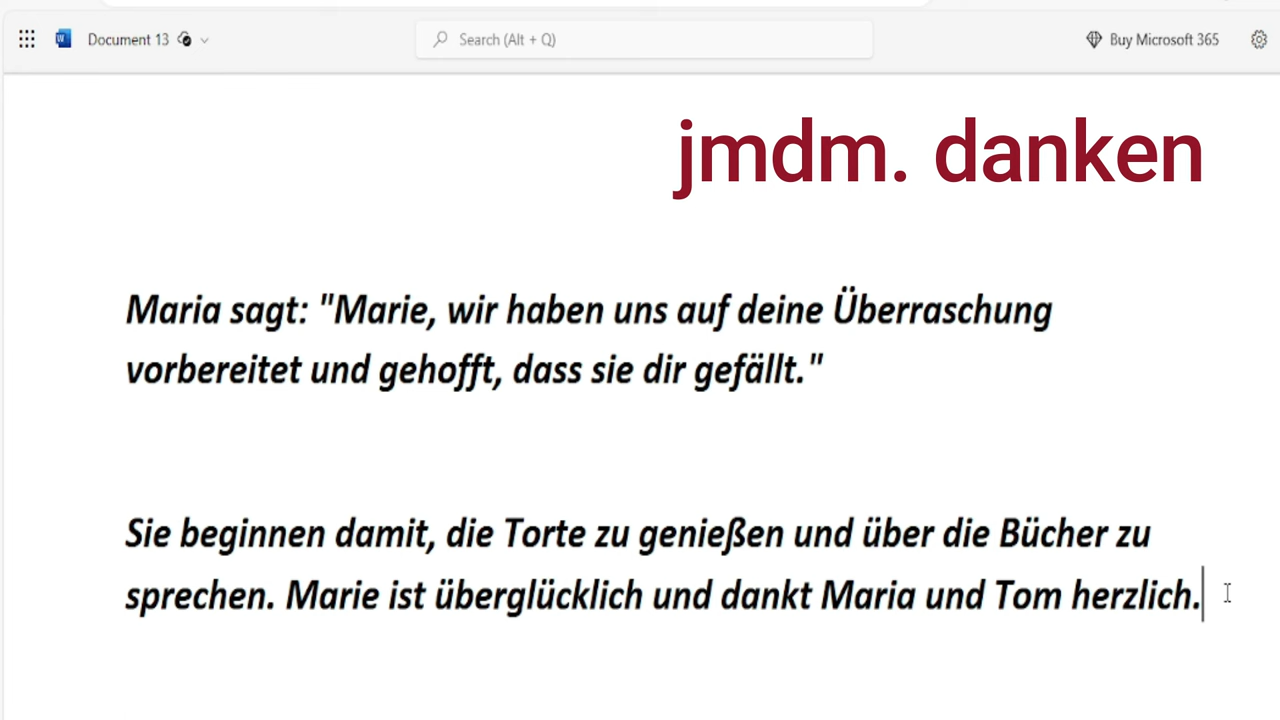 Document 13
Search (Alt + Q)
Buy Microsoft 365
jmdm. danken
Maria sagt: "Marie, wir haben uns auf deine Überraschung
vorbereitet und gehofft, dass sie dir gefällt."
Sie beginnen damit, die Torte zu genießen und über die Bücher zu
sprechen. Marie ist überglücklich und dankt Maria und Tom herzlich.